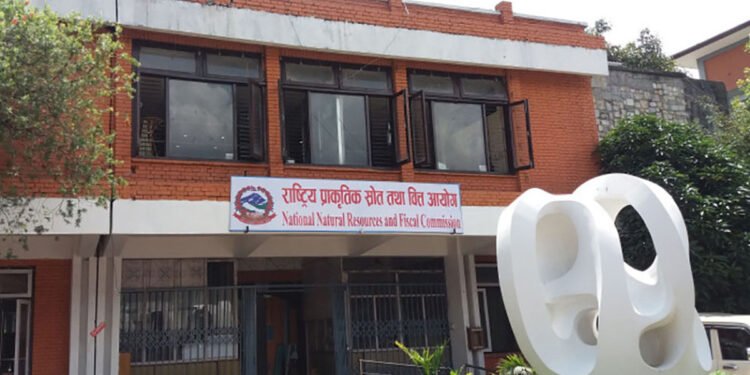 राष्ट्रिय प्राकृतिक स्रोत तथा वित्त आयोग
National Natural Resources and Fiscal Commission